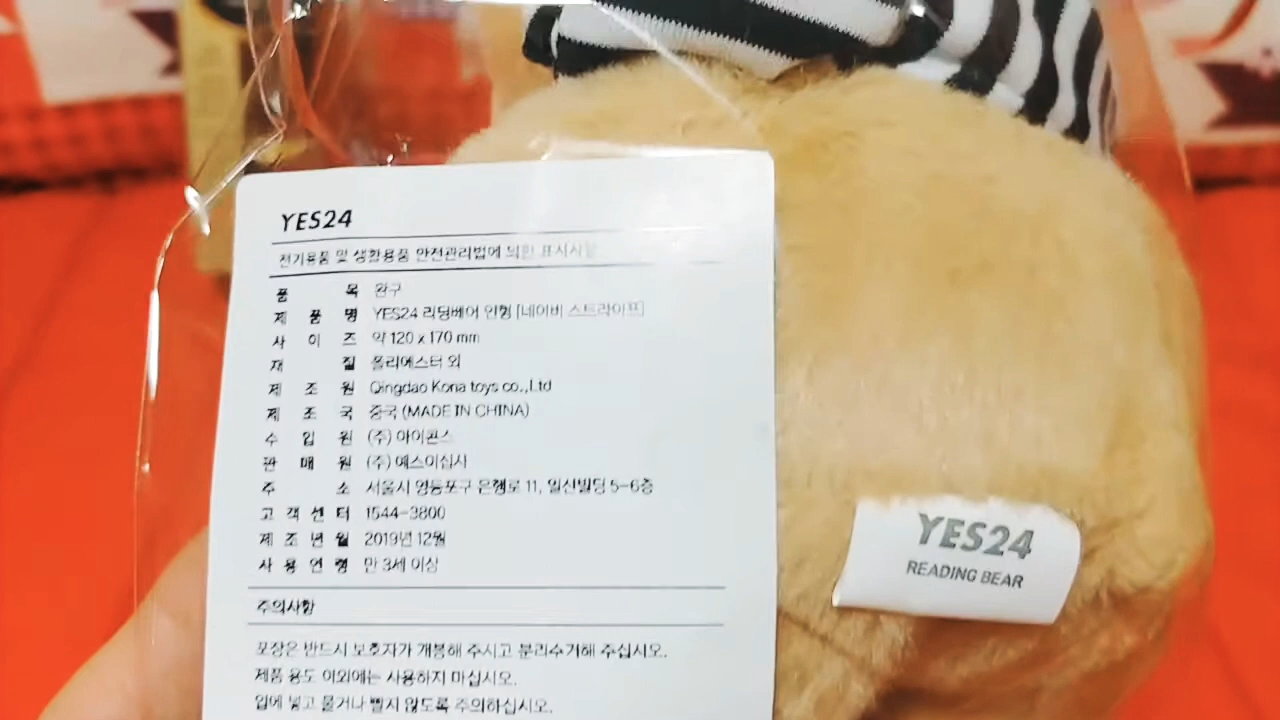 YES24
전기용품 및 생활용품 안전관리법에 의한 표시사항
품 목 완구
제 품 명 YES24 리딩베어 인형 [네이비 스트라이프]
사 이 즈 약 120 x 170 mm
재 질 폴리에스터 외
제 조 원 Qingdao Kona toys co.,Ltd
제 조 국 중국 (MADE IN CHINA)
수 입 원 (주) 아이콘스
판 매 원 (주) 예스이십사
주 소 서울시 영등포구 은행로 11, 일신빌딩 5-6층
고 객 센 터 1544-3800
제 조 년 월 2019년 12월
사 용 연 령 만 3세 이상
주의사항
포장은 반드시 보호자가 개봉해 주시고 분리수거해 주십시오.
제품 용도 이외에는 사용하지 마십시오.
입에 넣고 물거나 빨지 않도록 주의하십시오.
YES24
READING BEAR